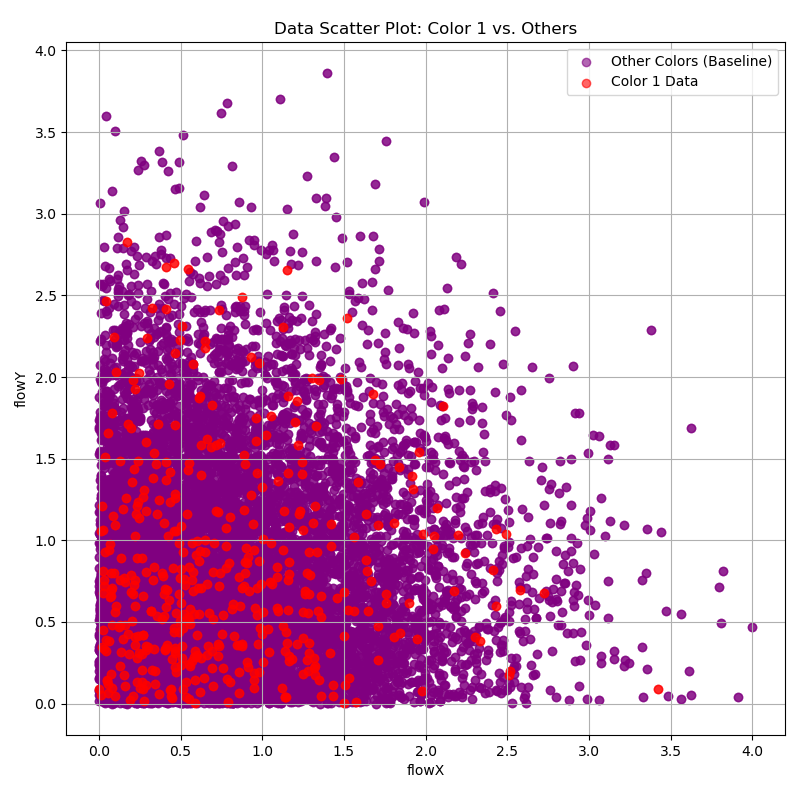 Data Scatter Plot: Color 1 vs. Others
Other Colors (Baseline)
Color 1 Data
4.0
3.5
3.0
2.5
2.0
1.5
1.0
0.5
0.0
flowY
0.0 0.5 1.0 1.5 2.0 2.5 3.0 3.5 4.0
flowX